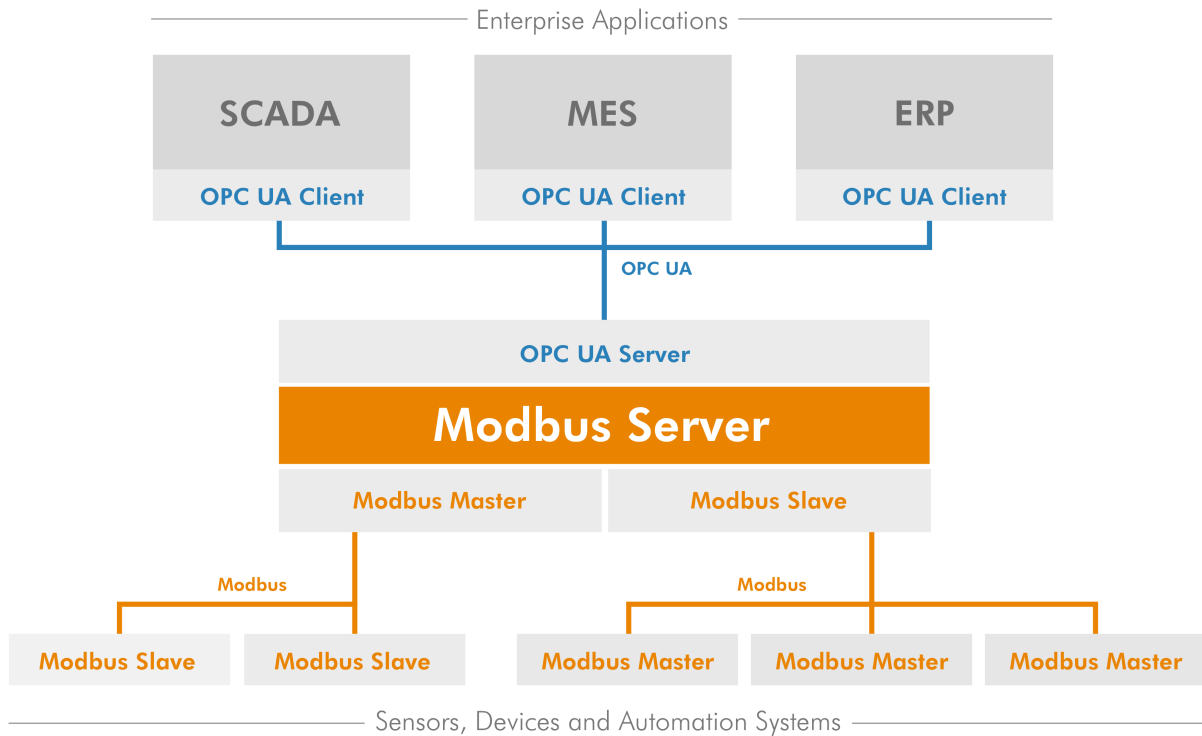 Enterprise Applications
SCADA
MES
ERP
OPC UA Client
OPC UA Client
OPC UA Client
OPC UA
OPC UA Server
Modbus Server
Modbus Master
Modbus Slave
Modbus
Modbus
Modbus Slave
Modbus Slave
Modbus Master
Modbus Master
Modbus Master
Sensors, Devices and Automation Systems